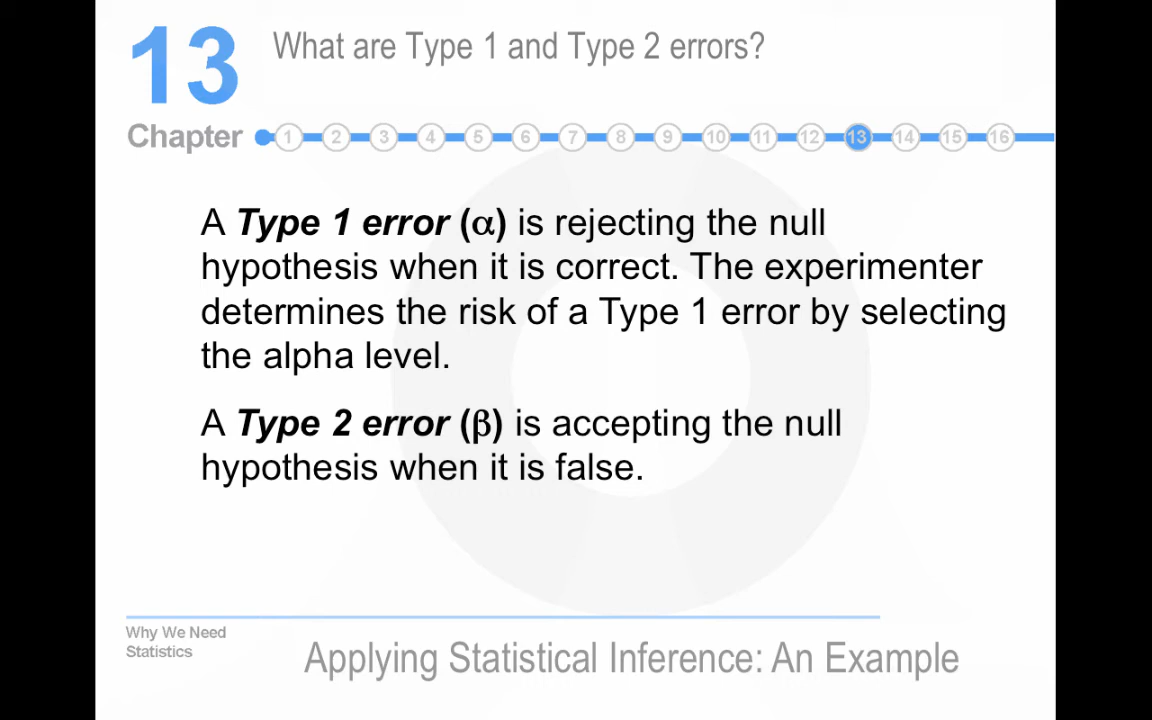 13
What are Type 1 and Type 2 errors?
Chapter
1 2 3 4 5 6 7 8 9 10 11 12 13 14 15 16
A Type 1 error (α) is rejecting the null
hypothesis when it is correct. The experimenter
determines the risk of a Type 1 error by selecting
the alpha level.
A Type 2 error (β) is accepting the null
hypothesis when it is false.
Why We Need
Statistics
Applying Statistical Inference: An Example